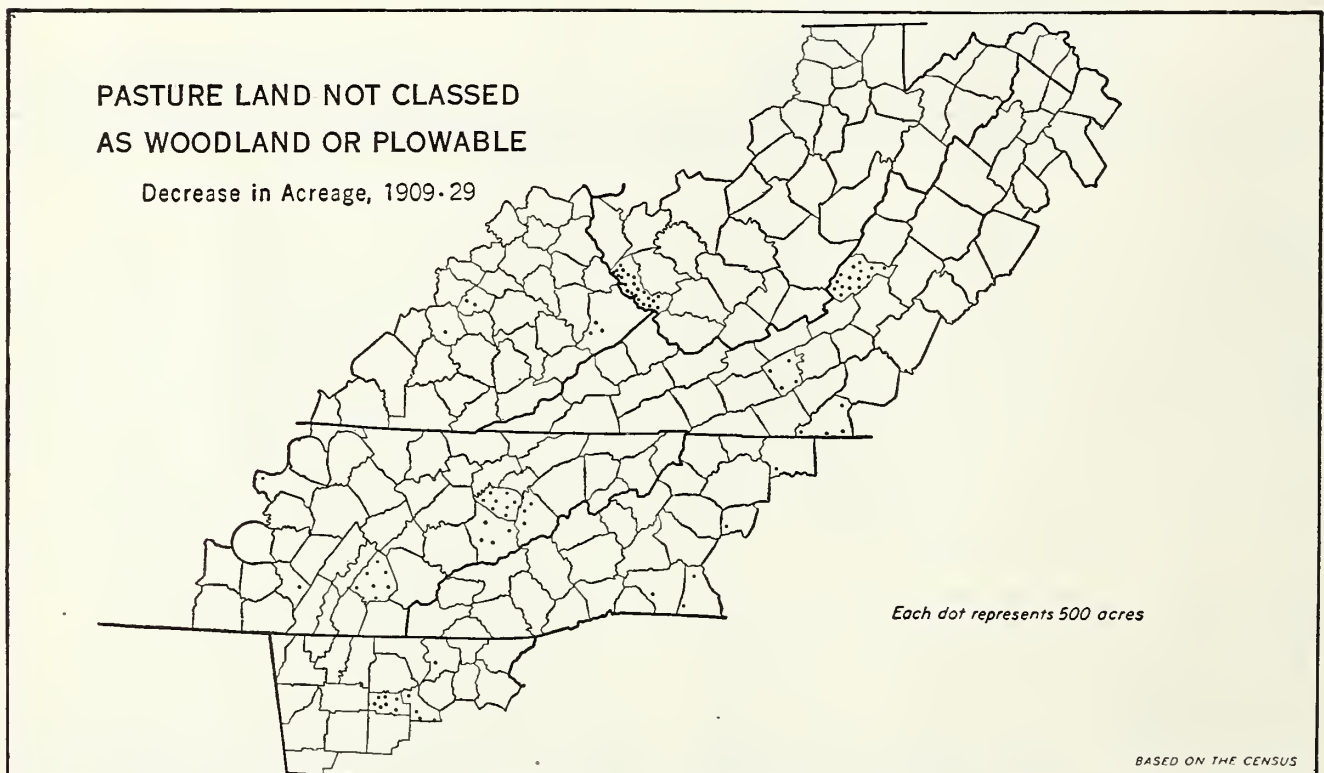 PASTURE LAND NOT CLASSED
AS WOODLAND OR PLOWABLE
Decrease in Acreage, 1909-29
Each dot represents 500 acres
BASED ON THE CENSUS